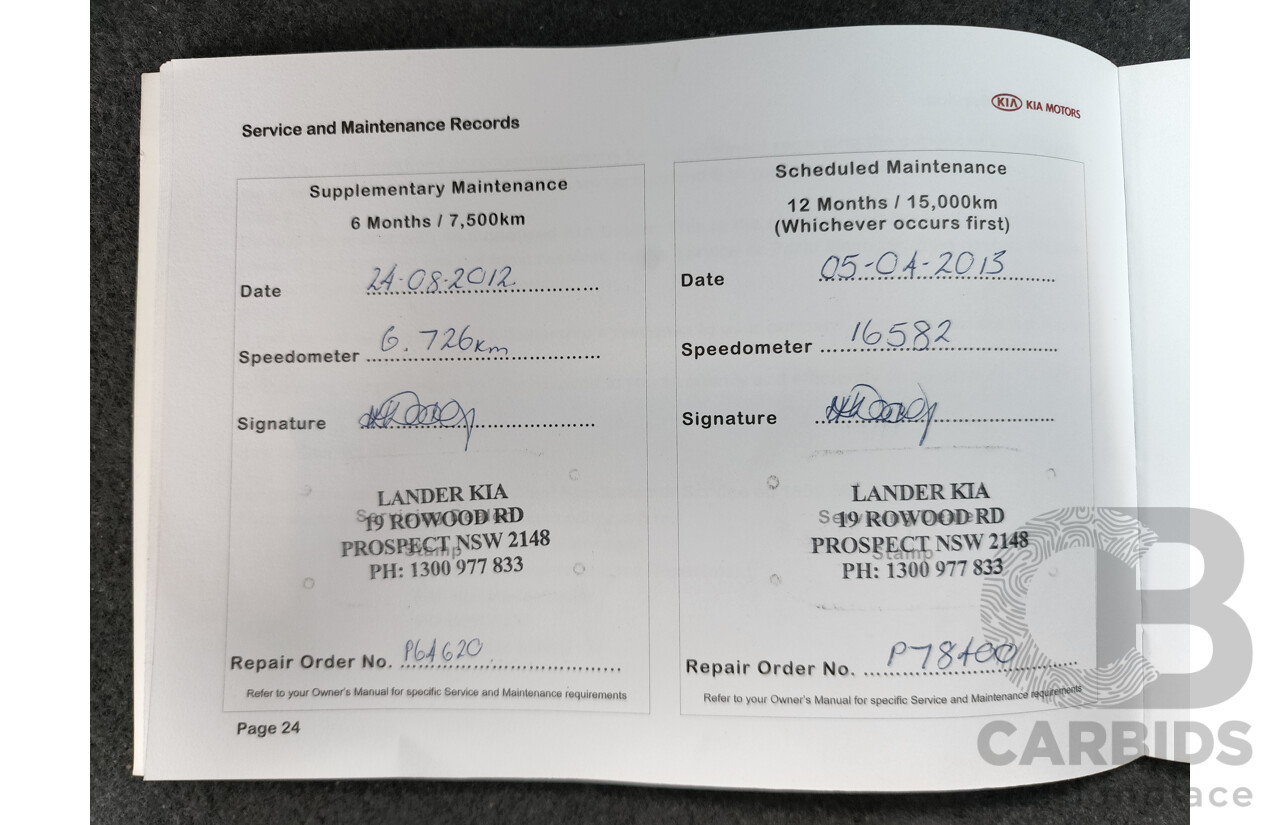 KIA KIA MOTORS
Service and Maintenance Records
Supplementary Maintenance
6 Months / 7,500km
Date 24-08-2012
Speedometer 6.726km
Signature
LANDER KIA
19 ROWOOD RD
PROSPECT NSW 2148
Stamp
PH: 1300 977 833
Repair Order No. P64620
Refer to your Owner's Manual for specific Service and Maintenance requirements
Page 24
Scheduled Maintenance
12 Months / 15,000km
(Whichever occurs first)
Date 05-04-2013
Speedometer 16582
Signature
LANDER KIA
19 ROWOOD RD
PROSPECT NSW 2148
Stamp
PH: 1300 977 833
Repair Order No. P78400
Refer to your Owner's Manual for specific Service and Maintenance requirements
CARBIDS